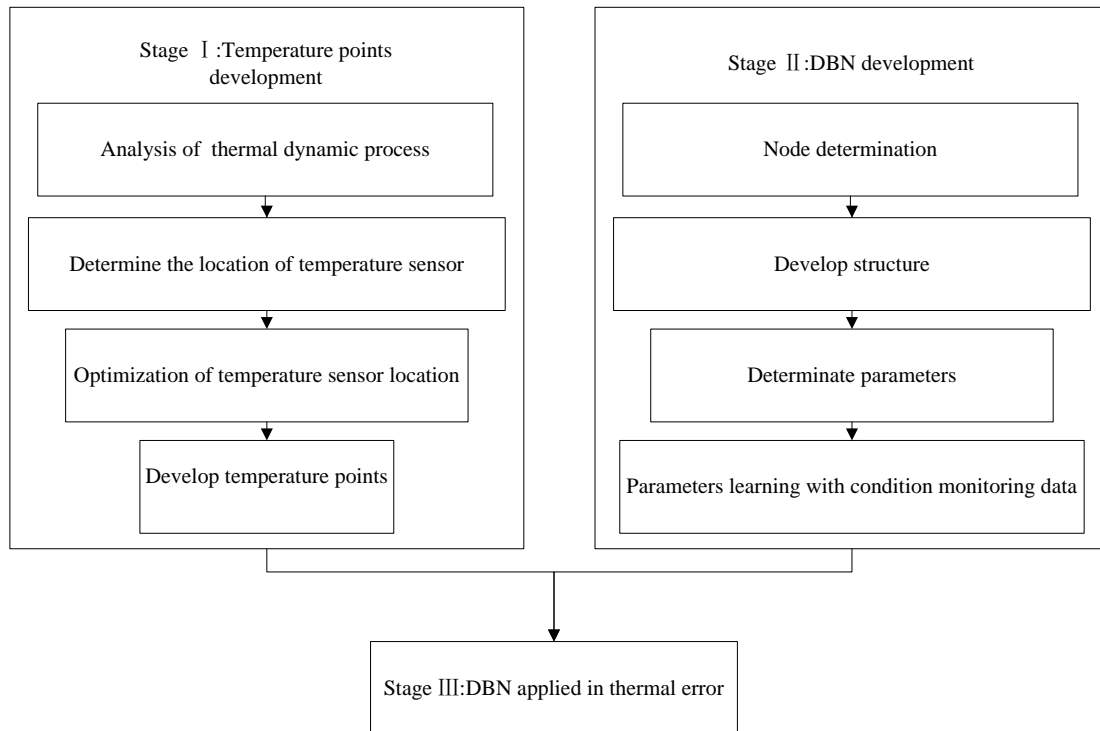 Stage Ⅰ:Temperature points
development
Analysis of thermal dynamic process
Determine the location of temperature sensor
Optimization of temperature sensor location
Develop temperature points
Stage Ⅱ:DBN development
Node determination
Develop structure
Determinate parameters
Parameters learning with condition monitoring data
Stage Ⅲ:DBN applied in thermal error